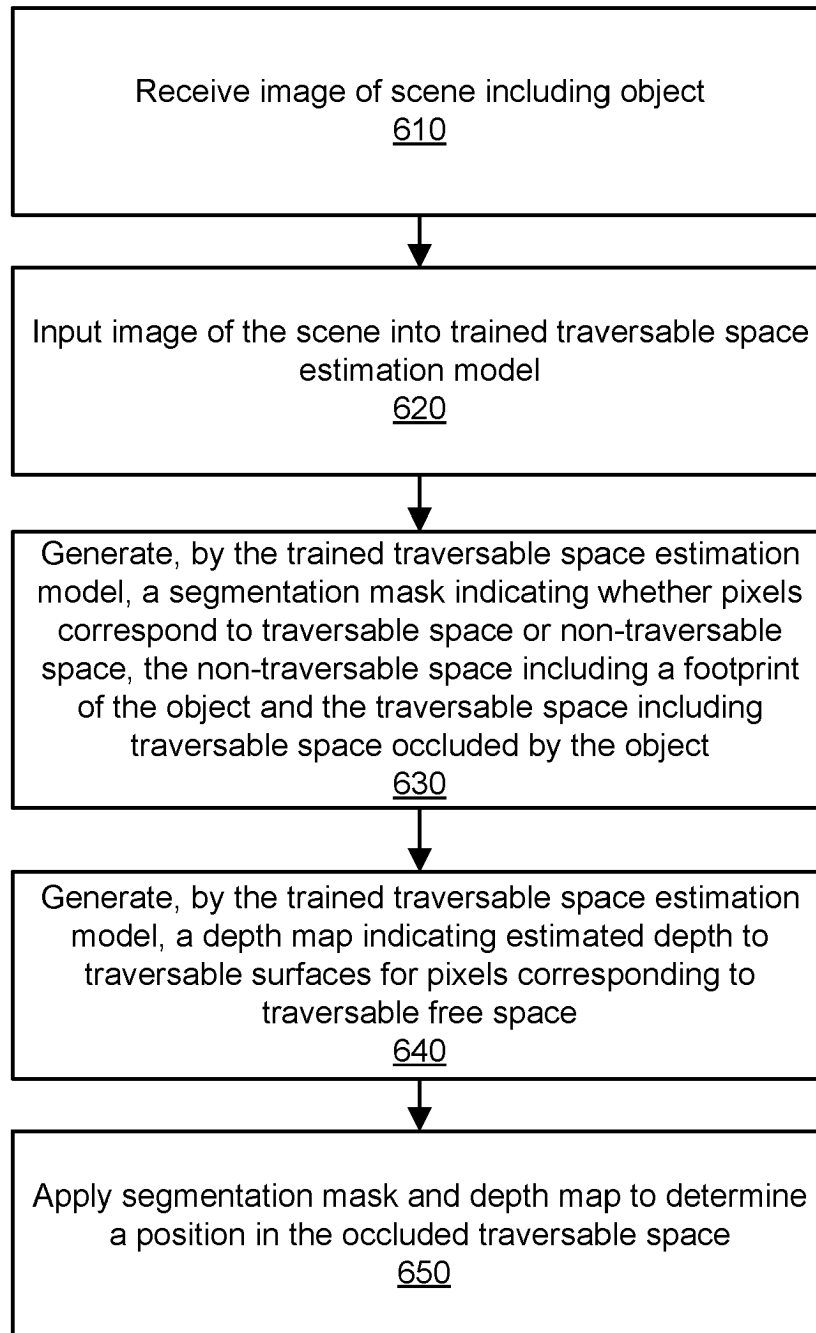 Receive image of scene including object
610
Input image of the scene into trained traversable space
estimation model
620
Generate, by the trained traversable space estimation
model, a segmentation mask indicating whether pixels
correspond to traversable space or non-traversable
space, the non-traversable space including a footprint
of the object and the traversable space including
traversable space occluded by the object
630
Generate, by the trained traversable space estimation
model, a depth map indicating estimated depth to
traversable surfaces for pixels corresponding to
traversable free space
640
Apply segmentation mask and depth map to determine
a position in the occluded traversable space
650